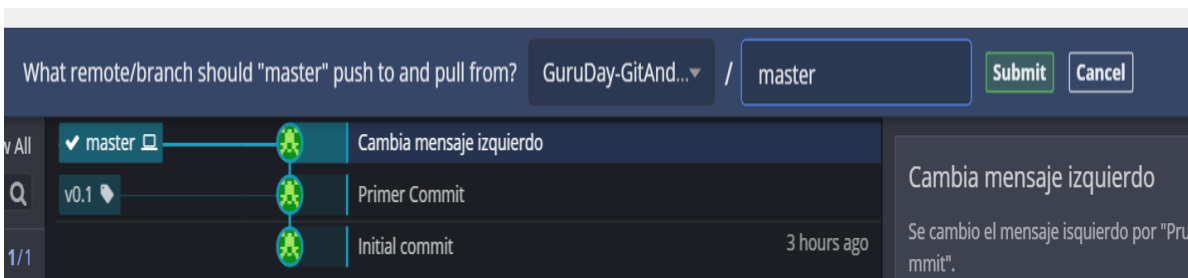 What remote/branch should "master" push to and pull from? GuruDay-GitAnd... / master Submit Cancel
w All master Cambia mensaje izquierdo
v0.1 Primer Commit
1/1 Initial commit 3 hours ago
Cambia mensaje izquierdo
Se cambio el mensaje isquierdo por "Pru
mmit".